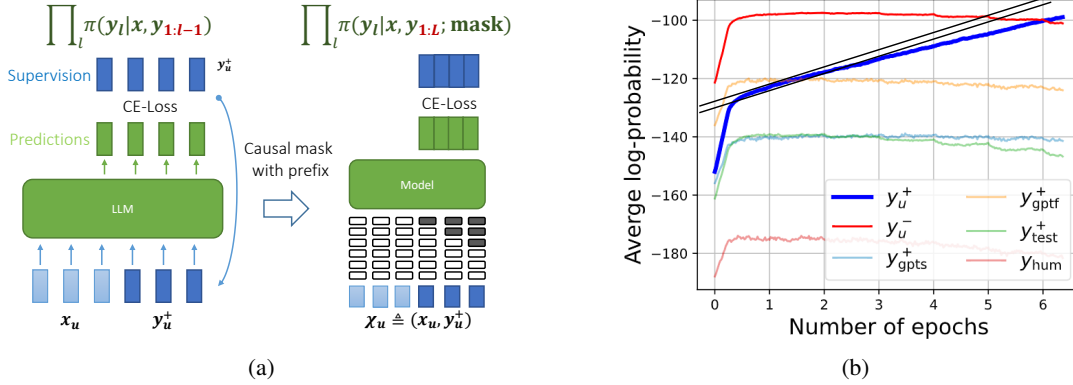 ∏_l π(y_l|x, y_{1:l-1})
∏_l π(y_l|x, y_{1:L}; mask)
Supervision
y_u^+
CE-Loss
CE-Loss
Predictions
Causal mask
with prefix
LLM
Model
x_u
y_u^+
χ_u ≜ (x_u, y_u^+)
(a)
Averge log-probability
−100
−120
−140
−160
−180
y_u^+
y_u^-
y_gpts^+
y_gptf^+
y_test^+
y_hum
0
1
2
3
4
5
6
Number of epochs
(b)